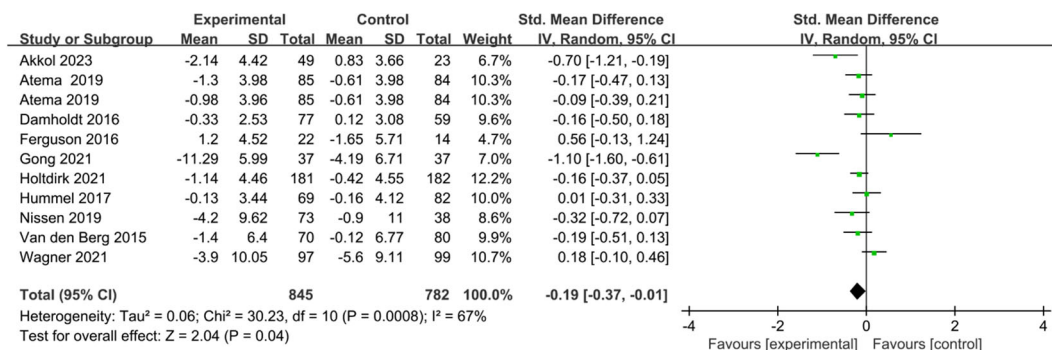 Experimental Control Std. Mean Difference Std. Mean Difference
Study or Subgroup Mean SD Total Mean SD Total Weight IV, Random, 95% CI IV, Random, 95% CI
Akkol 2023 -2.14 4.42 49 0.83 3.66 23 6.7% -0.70 [-1.21, -0.19]
Atema 2019 -1.3 3.98 85 -0.61 3.98 84 10.3% -0.17 [-0.47, 0.13]
Atema 2019 -0.98 3.96 85 -0.61 3.98 84 10.3% -0.09 [-0.39, 0.21]
Damholdt 2016 -0.33 2.53 77 0.12 3.08 59 9.6% -0.16 [-0.50, 0.18]
Ferguson 2016 1.2 4.52 22 -1.65 5.71 14 4.7% 0.56 [-0.13, 1.24]
Gong 2021 -11.29 5.99 37 -4.19 6.71 37 7.0% -1.10 [-1.60, -0.61]
Holtdirk 2021 -1.14 4.46 181 -0.42 4.55 182 12.2% -0.16 [-0.37, 0.05]
Hummel 2017 -0.13 3.44 69 -0.16 4.12 82 10.0% 0.01 [-0.31, 0.33]
Nissen 2019 -4.2 9.62 73 -0.9 11 38 8.6% -0.32 [-0.72, 0.07]
Van den Berg 2015 -1.4 6.4 70 -0.12 6.77 80 9.9% -0.19 [-0.51, 0.13]
Wagner 2021 -3.9 10.05 97 -5.6 9.11 99 10.7% 0.18 [-0.10, 0.46]
Total (95% CI) 845 782 100.0% -0.19 [-0.37, -0.01]
Heterogeneity: Tau² = 0.06; Chi² = 30.23, df = 10 (P = 0.0008); I² = 67%
Test for overall effect: Z = 2.04 (P = 0.04)
-4 -2 0 2 4
Favours [experimental] Favours [control]